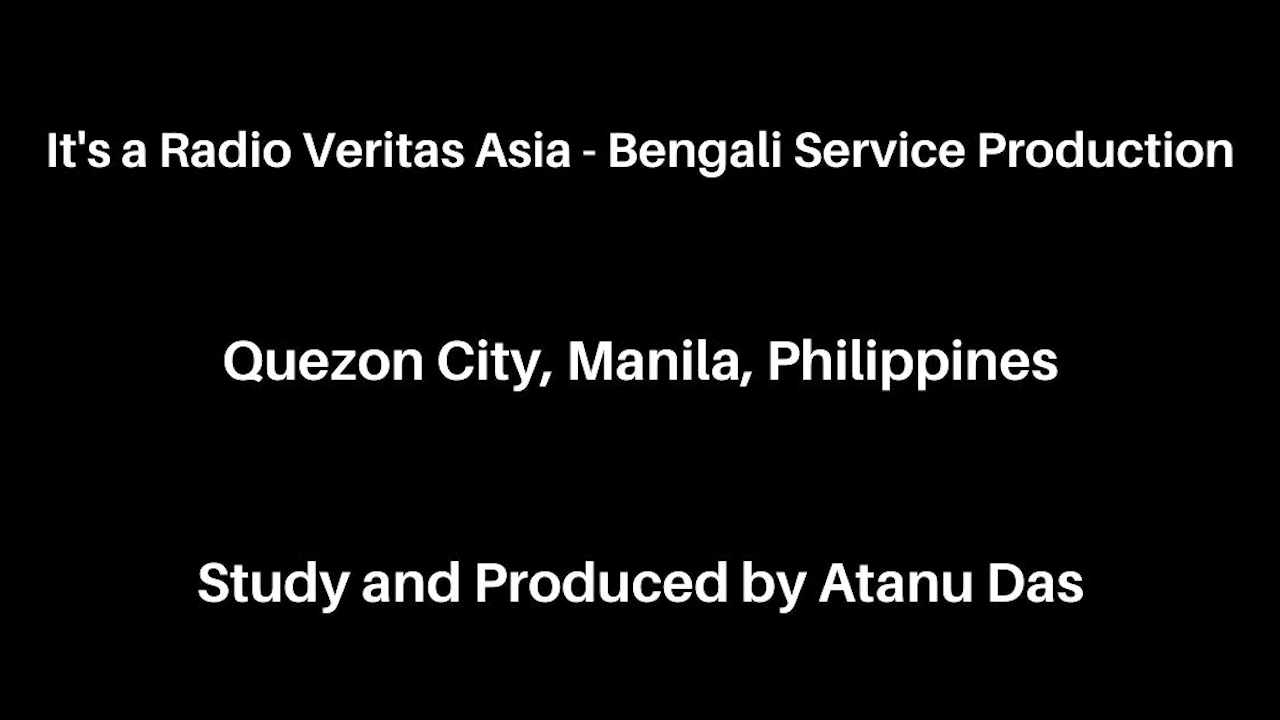 It's a Radio Veritas Asia - Bengali Service Production
Quezon City, Manila, Philippines
Study and Produced by Atanu Das